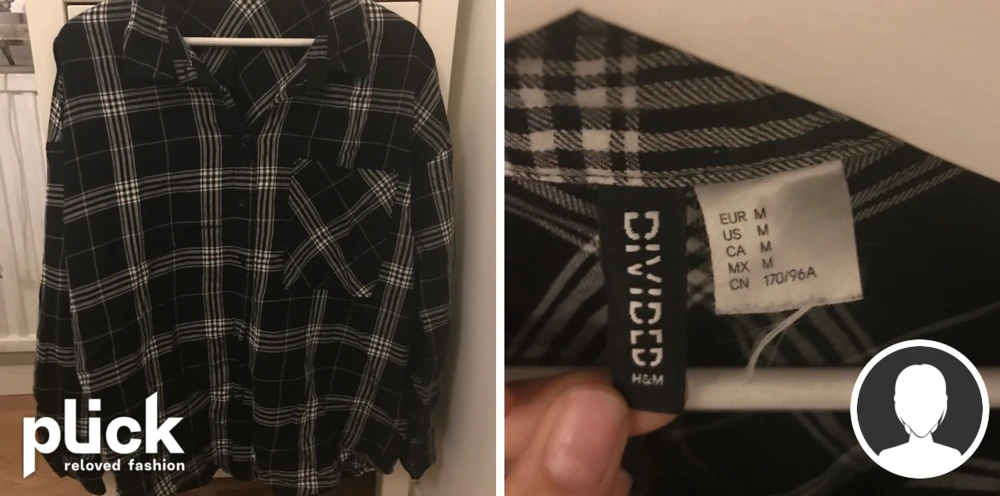 plick
reloved fashion
DIVIDED
H&M
EUR M
US M
CA M
MX M
CN 170/96A